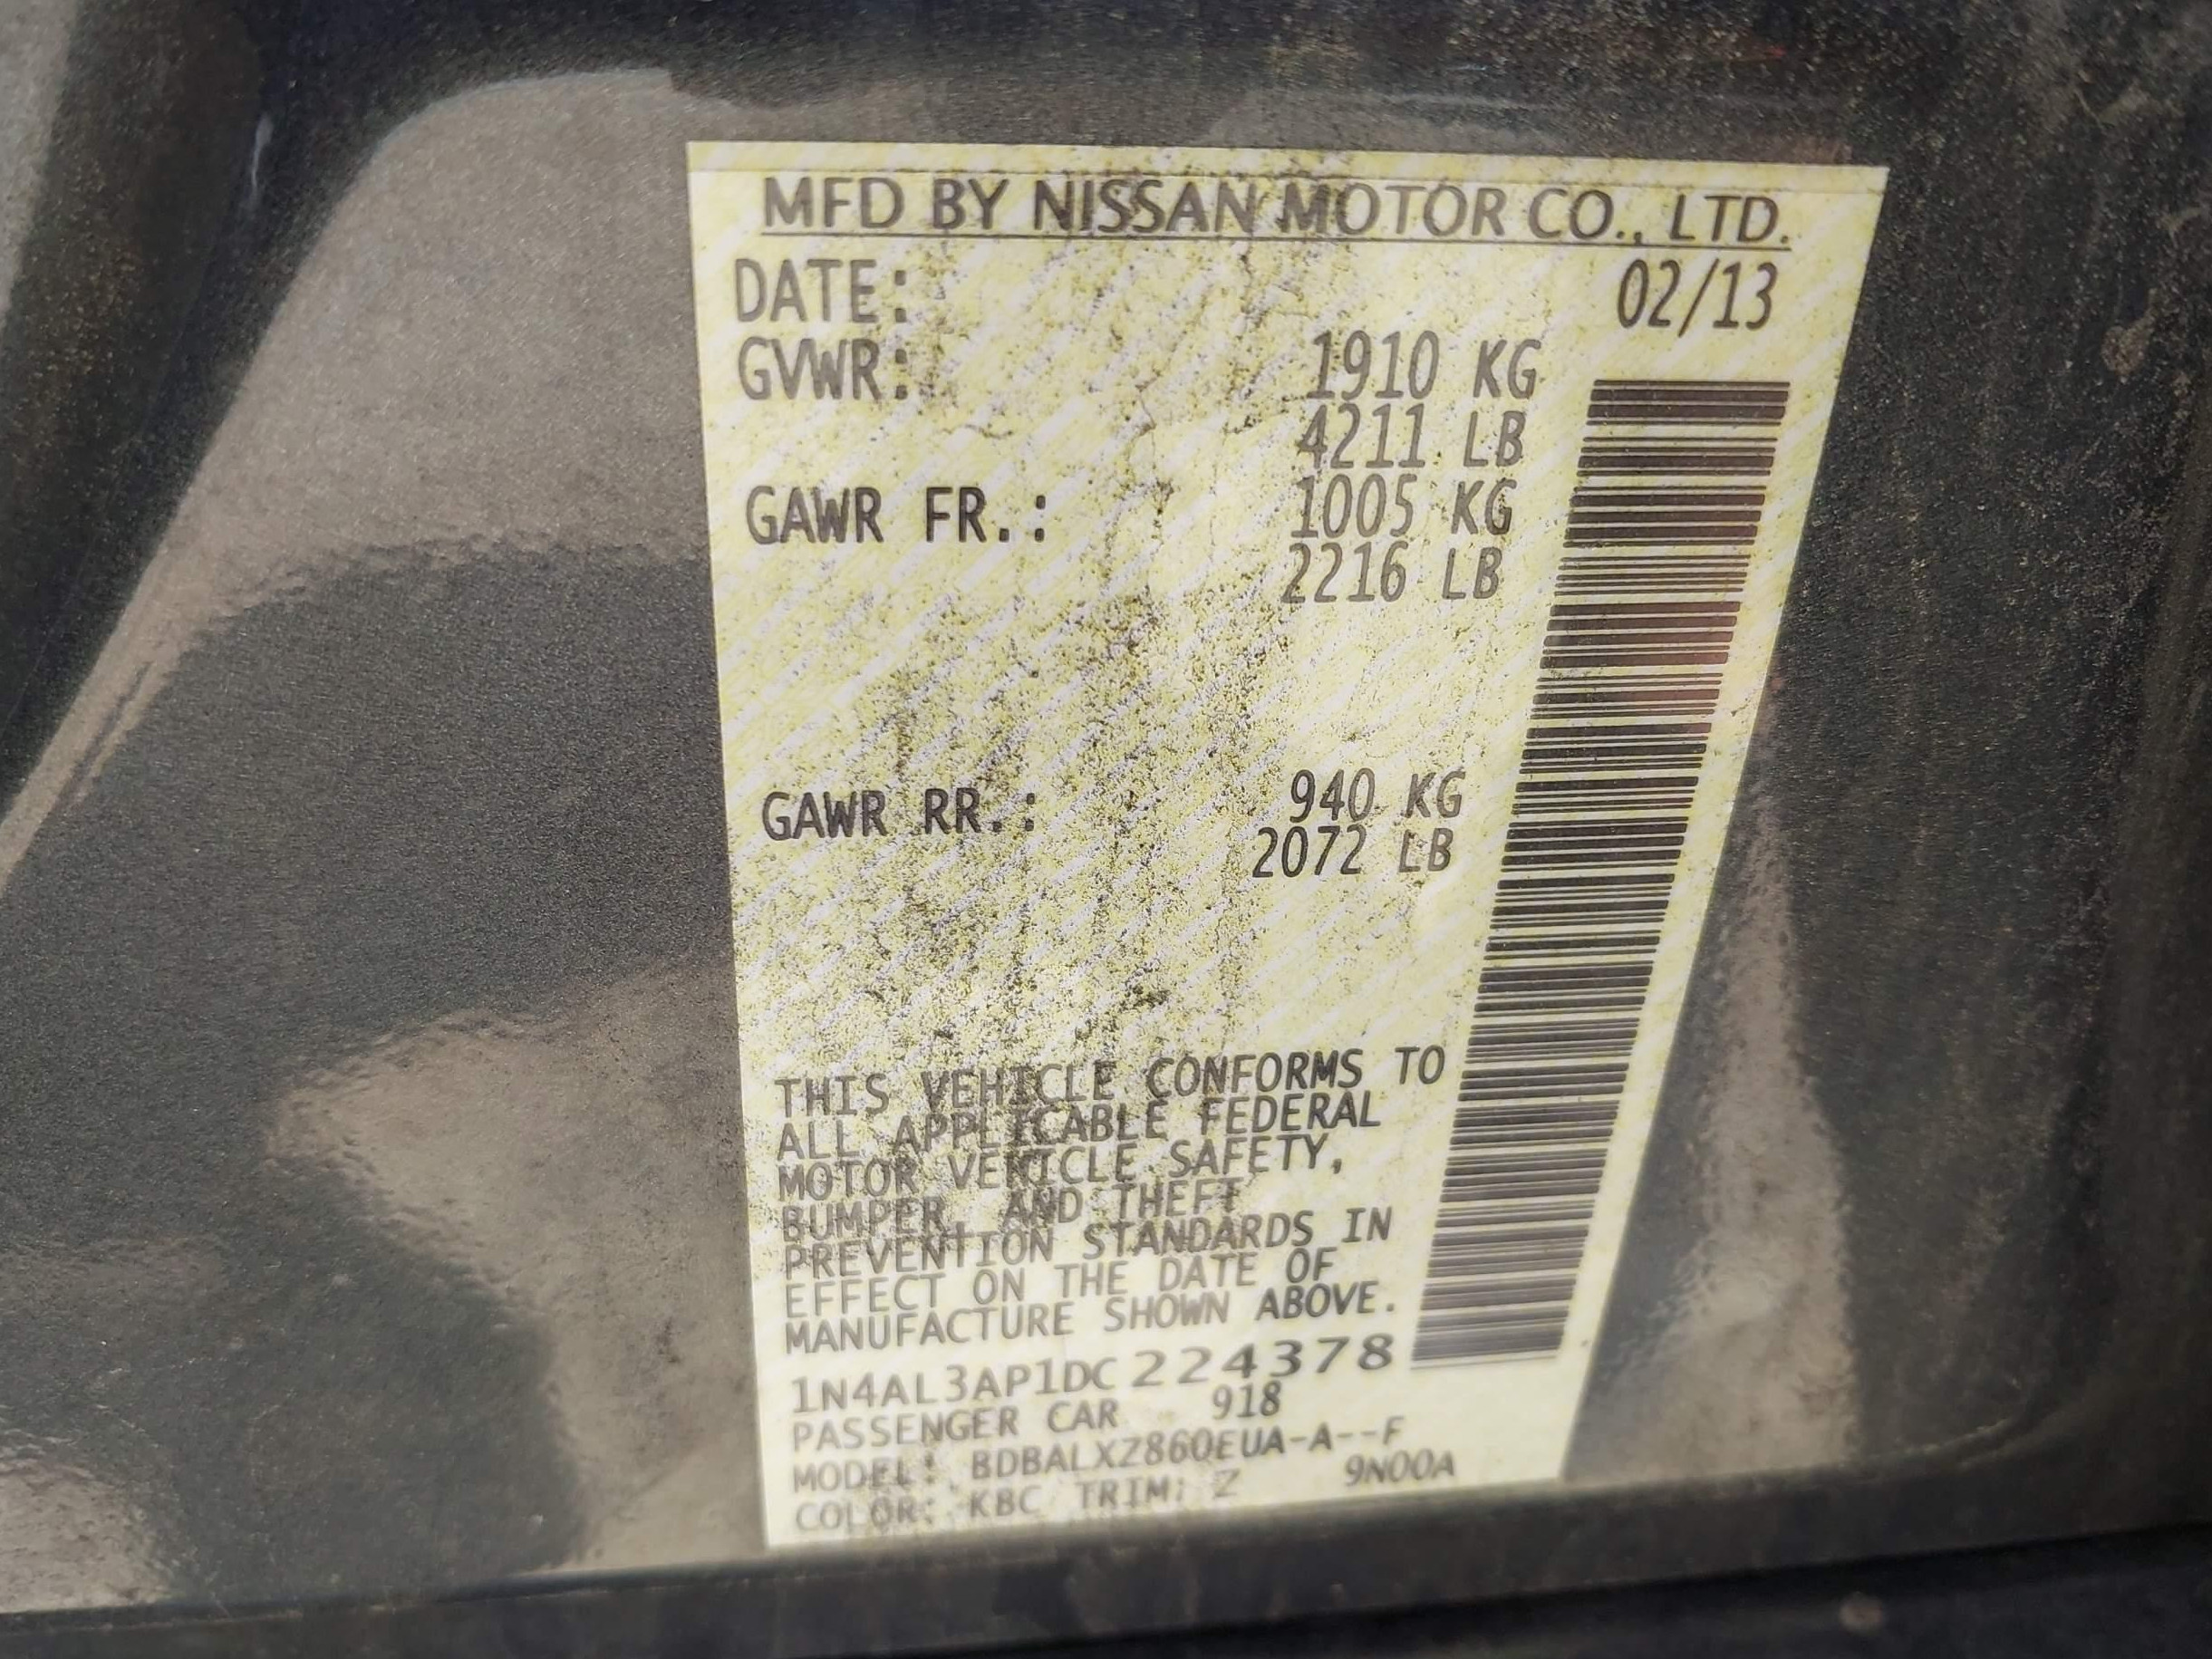 MFD BY NISSAN MOTOR CO., LTD.
DATE: 02/13
GVWR: 1910 KG
4211 LB
GAWR FR.: 1005 KG
2216 LB
GAWR RR.: 940 KG
2072 LB
THIS VEHICLE CONFORMS TO
ALL APPLICABLE FEDERAL
MOTOR VEHICLE SAFETY,
BUMPER, AND THEFT
PREVENTION STANDARDS IN
EFFECT ON THE DATE OF
MANUFACTURE SHOWN ABOVE.
1N4AL3AP1DC224378
PASSENGER CAR 918
MODEL: BDBALXZ860EUA-A--F
COLOR: KBC TRIM: Z 9N00A